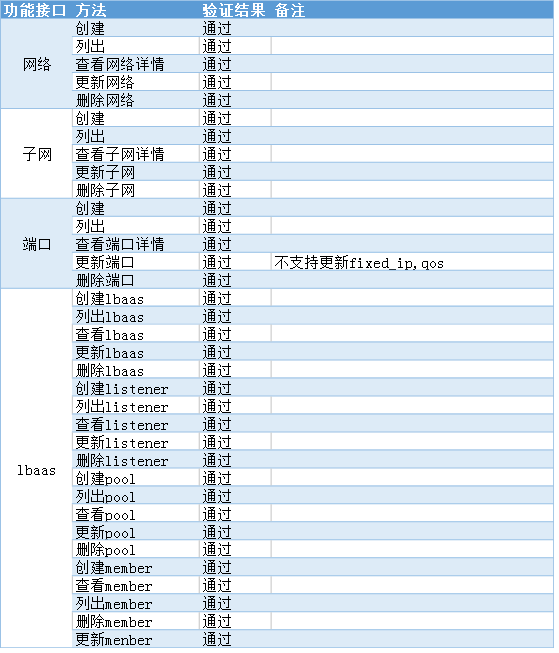 功能接口 方法 验证结果 备注
网络 创建 通过
列出 通过
查看网络详情 通过
更新网络 通过
删除网络 通过
子网 创建 通过
列出 通过
查看子网详情 通过
更新子网 通过
删除子网 通过
端口 创建 通过
列出 通过
查看端口详情 通过
更新端口 通过 不支持更新fixed_ip,qos
删除端口 通过
lbaas 创建lbaas 通过
列出lbaas 通过
查看lbaas 通过
更新lbaas 通过
删除lbaas 通过
创建listener 通过
列出listener 通过
查看listener 通过
更新listener 通过
删除listener 通过
创建pool 通过
列出pool 通过
查看pool 通过
更新pool 通过
删除pool 通过
创建member 通过
查看member 通过
列出member 通过
删除member 通过
更新menber 通过